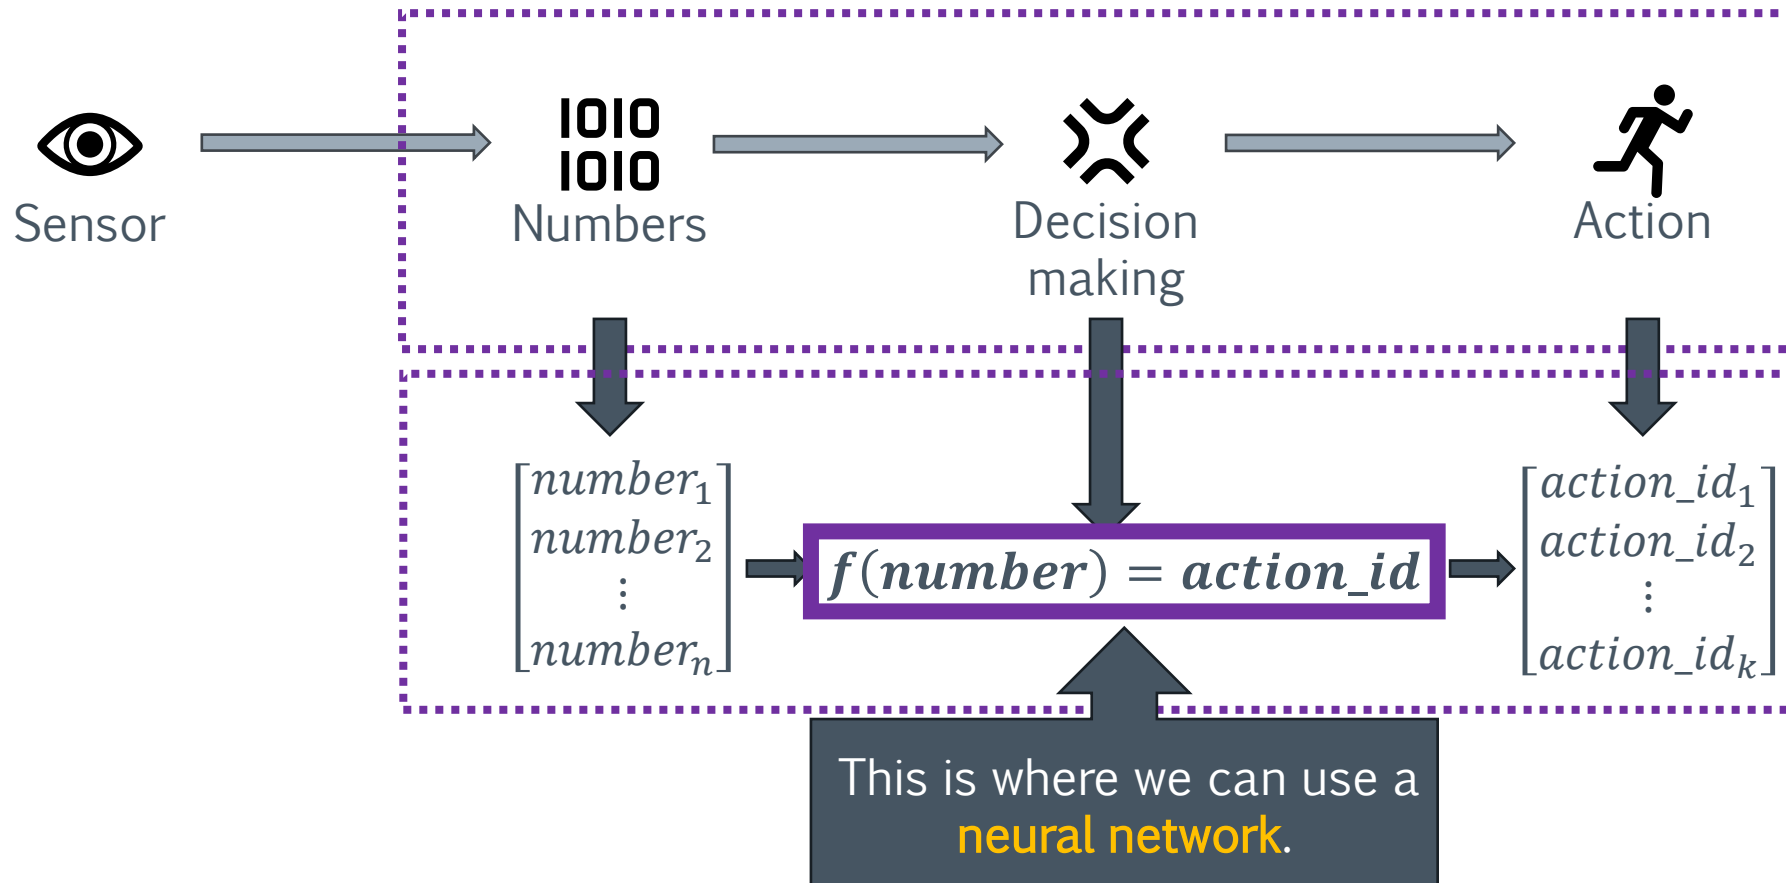 1010
1010
Sensor
Numbers
Decision
making
Action
number₁
number₂
⋮
numberₙ
f(number) = action_id
action_id₁
action_id₂
⋮
action_idₖ
This is where we can use a
neural network.